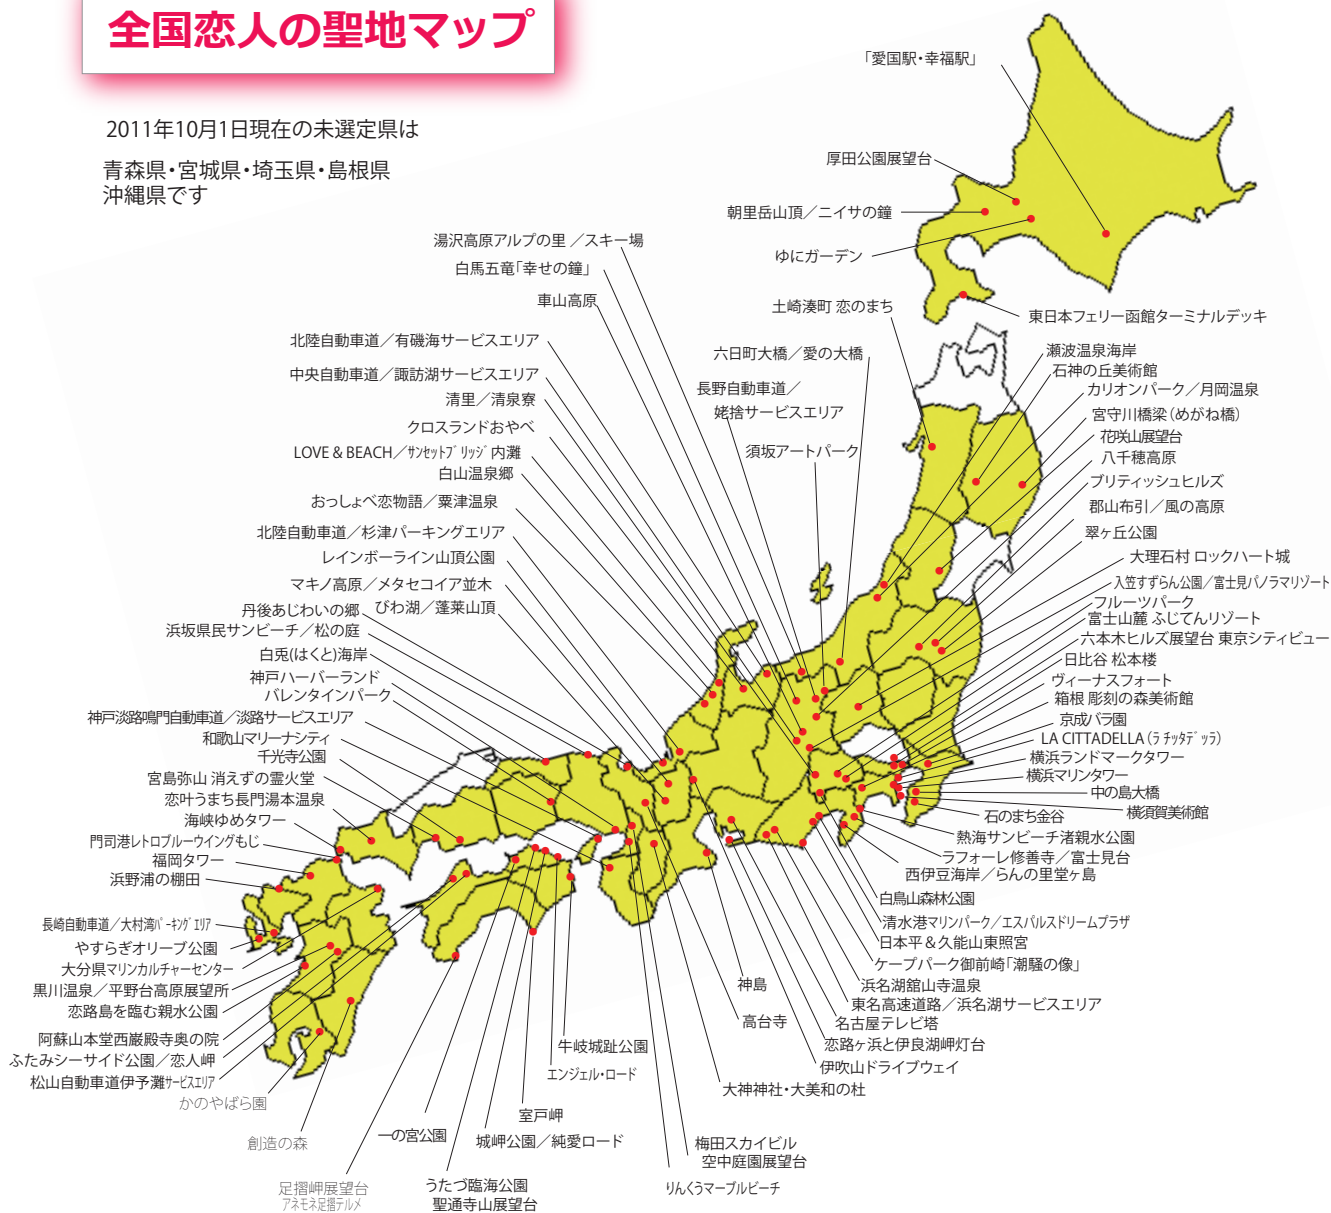 全国恋人の聖地マップ
2011年10月1日現在の未選定県は
青森県・宮城県・埼玉県・島根県
沖縄県です
「愛国駅・幸福駅」
厚田公園展望台
朝里岳山頂／ニイサの鐘
ゆにガーデン
東日本フェリー函館ターミナルデッキ
湯沢高原アルプの里／スキー場
白馬五竜「幸せの鐘」
車山高原
北陸自動車道／有磯海サービスエリア
中央自動車道／諏訪湖サービスエリア
清里／清泉寮
クロスランドおやべ
LOVE & BEACH／ｻﾝｾｯﾄﾌﾞﾘｯｼﾞ内灘
白山温泉郷
おっしょべ恋物語／粟津温泉
北陸自動車道／杉津パーキングエリア
レインボーライン山頂公園
マキノ高原／メタセコイア並木
丹後あじわいの郷
びわ湖／蓬莱山頂
浜坂県民サンビーチ／松の庭
白兎(はくと)海岸
神戸ハーバーランド
バレンタインパーク
神戸淡路鳴門自動車道／淡路サービスエリア
和歌山マリーナシティ
千光寺公園
宮島弥山 消えずの霊火堂
恋叶うまち長門湯本温泉
海峡ゆめタワー
門司港レトロブルーウイングもじ
福岡タワー
浜野浦の棚田
長崎自動車道／大村湾ﾊﾟｰｷﾝｸﾞｴﾘｱ
やすらぎオリーブ公園
大分県マリンカルチャーセンター
黒川温泉／平野台高原展望所
恋路島を臨む親水公園
阿蘇山本堂西巌殿寺奥の院
ふたみシーサイド公園／恋人岬
松山自動車道伊予灘ｻｰﾋﾞｽｴﾘｱ
かのやばら園
創造の森
足摺岬展望台
アネモネ足摺テルメ
土崎湊町 恋のまち
六日町大橋／愛の大橋
長野自動車道／
姥捨サービスエリア
須坂アートパーク
瀬波温泉海岸
石神の丘美術館
カリオンパーク／月岡温泉
宮守川橋梁（めがね橋）
花咲山展望台
八千穂高原
ブリティッシュヒルズ
郡山布引／風の高原
翠ヶ丘公園
大理石村 ロックハート城
入笠すずらん公園／富士見パノラマリゾート
フルーツパーク
富士山麓 ふじてんリゾート
六本木ヒルズ展望台 東京シティビュー
日比谷 松本楼
ヴィーナスフォート
箱根 彫刻の森美術館
京成バラ園
LA CITTADELLA（ラ チッタデッラ）
横浜ランドマークタワー
横浜マリンタワー
中の島大橋
横須賀美術館
石のまち金谷
熱海サンビーチ渚親水公園
ラフォーレ修善寺／富士見台
西伊豆海岸／らんの里堂ヶ島
白鳥山森林公園
清水港マリンパーク／エスパルスドリームプラザ
日本平＆久能山東照宮
ケープパーク御前崎「潮騒の像」
浜名湖舘山寺温泉
東名高速道路／浜名湖サービスエリア
名古屋テレビ塔
恋路ヶ浜と伊良湖岬灯台
伊吹山ドライブウェイ
神島
高台寺
大神神社・大美和の杜
梅田スカイビル
空中庭園展望台
りんくうマーブルビーチ
牛岐城趾公園
エンジェル・ロード
室戸岬
城岬公園／純愛ロード
一の宮公園
うたづ臨海公園
聖通寺山展望台